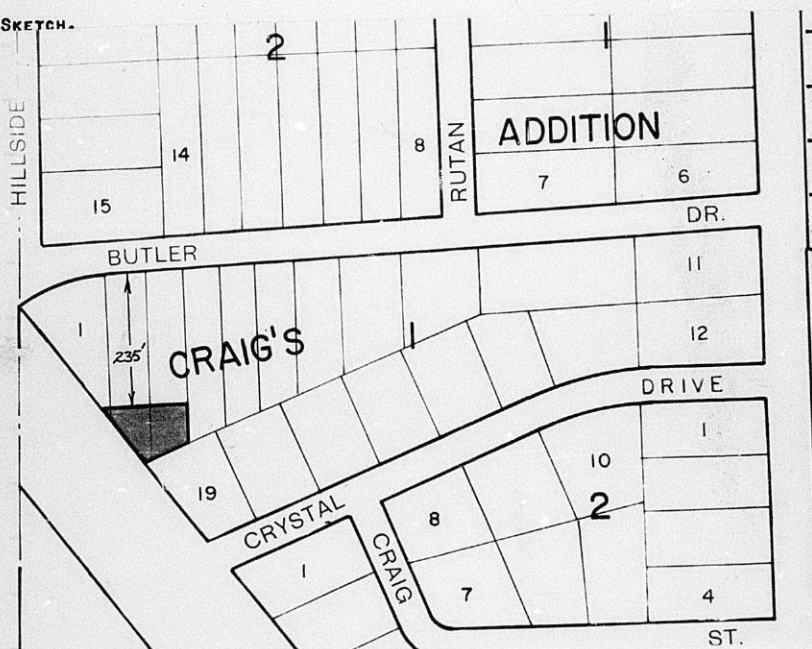 SKETCH.
2
1
HILLSIDE
14
8
RUTAN
ADDITION
15
7
6
BUTLER
DR.
1
235'
CRAIG'S
1
11
12
DRIVE
19
CRYSTAL
1
CRAIG
8
7
10
2
1
4
ST.